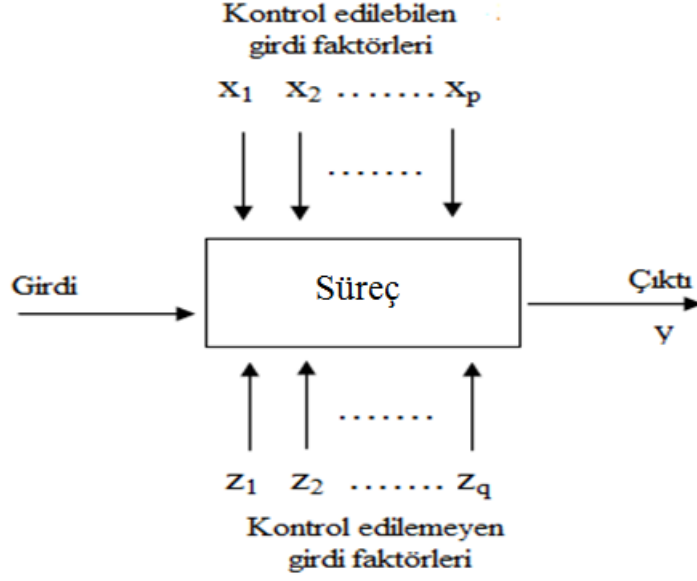 Kontrol edilebilen
girdi faktörleri
x1 x2 ....... xp
.......
Girdi
Süreç
Çıktı
y
.......
z1 z2 ....... zq
Kontrol edilemeyen
girdi faktörleri